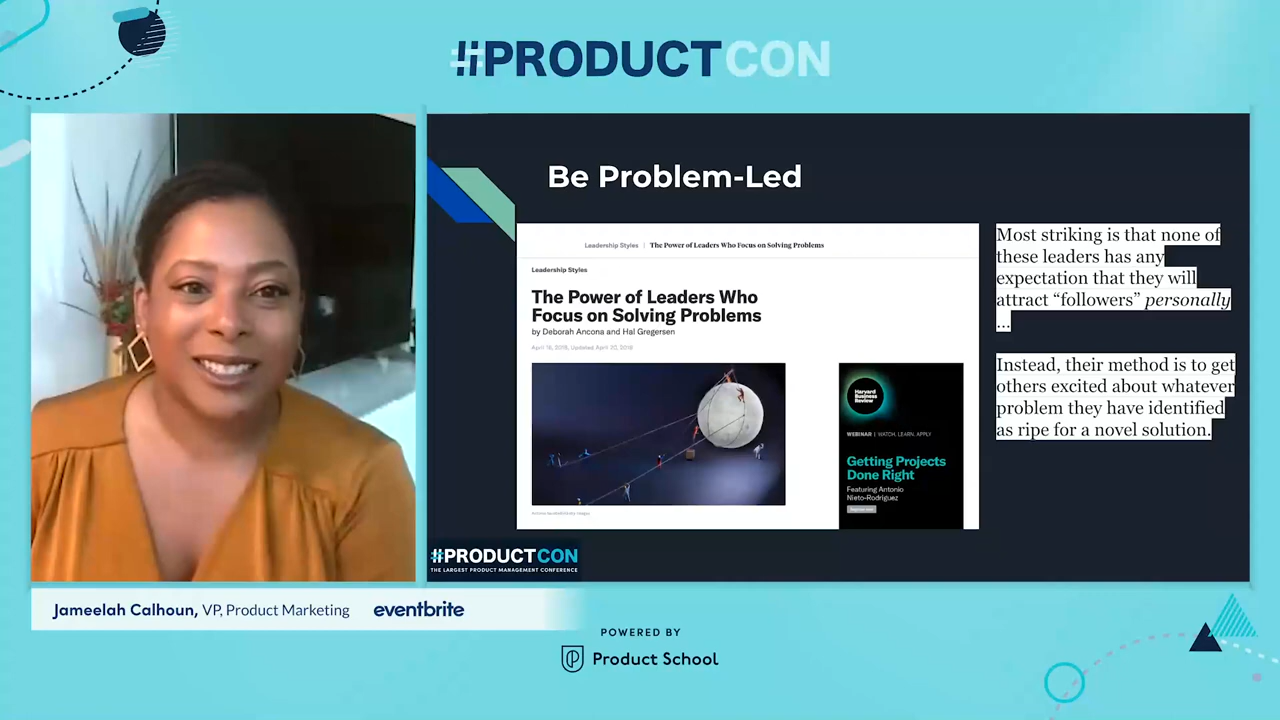 #PRODUCTCON
Be Problem-Led
Leadership Styles | The Power of Leaders Who Focus on Solving Problems
Leadership Styles
The Power of Leaders Who
Focus on Solving Problems
by Deborah Ancona and Hal Gregersen
Harvard
Business
Review
WEBINAR | WATCH, LEARN, APPLY
Getting Projects
Done Right
Featuring Antonio
Nieto-Rodriguez
Most striking is that none of
these leaders has any
expectation that they will
attract “followers” personally
...
Instead, their method is to get
others excited about whatever
problem they have identified
as ripe for a novel solution.
#PRODUCTCON
THE LARGEST PRODUCT MANAGEMENT CONFERENCE
Jameelah Calhoun, VP, Product Marketing eventbrite
POWERED BY
Product School